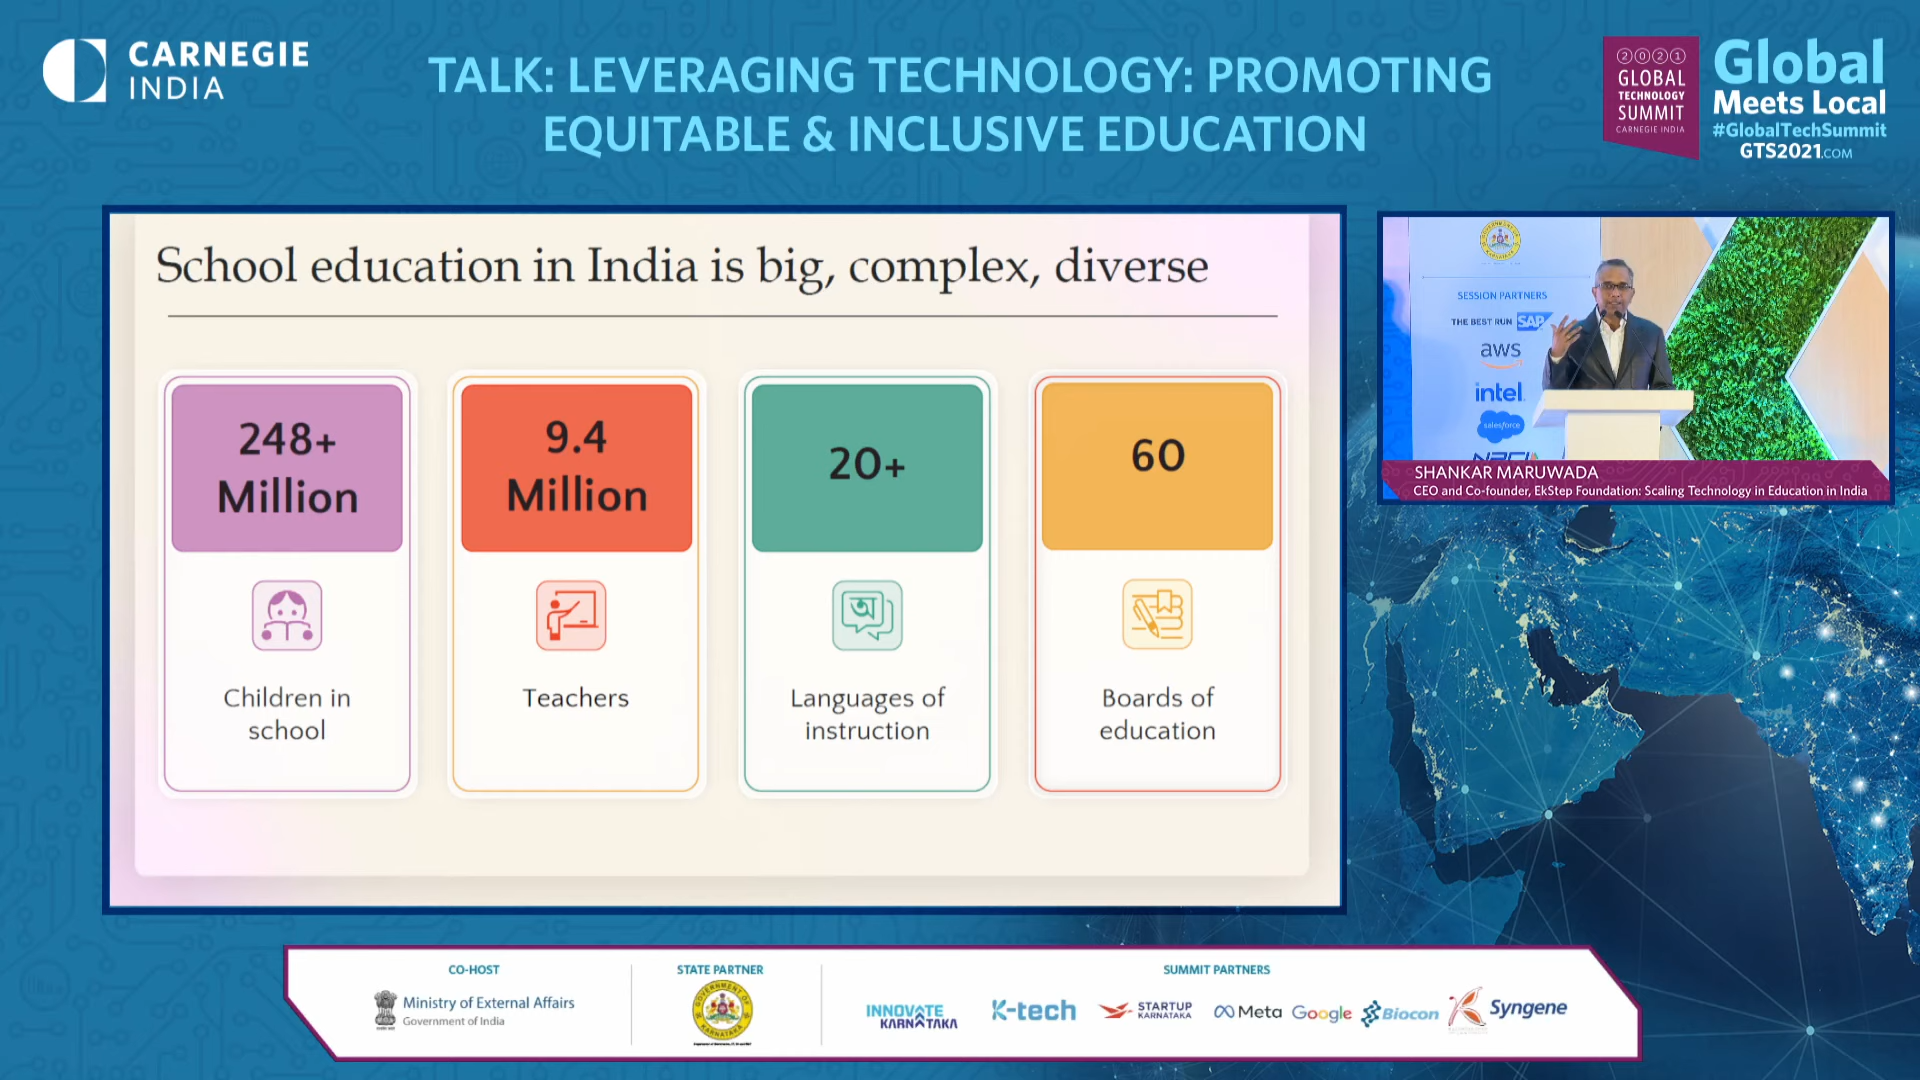 CARNEGIE
INDIA
TALK: LEVERAGING TECHNOLOGY: PROMOTING
EQUITABLE & INCLUSIVE EDUCATION
2021
GLOBAL
TECHNOLOGY
SUMMIT
CARNEGIE INDIA
Global
Meets Local
#GlobalTechSummit
GTS2021.COM
School education in India is big, complex, diverse
248+
Million
Children in
school
9.4
Million
Teachers
20+
অ
Languages of
instruction
60
Boards of
education
SESSION PARTNERS
THE BEST RUN SAP
aws
intel
salesforce
SHANKAR MARUWADA
CEO and Co-founder, EkStep Foundation: Scaling Technology in Education in India
CO-HOST
Ministry of External Affairs
Government of India
STATE PARTNER
GOVERNMENT OF
KARNATAKA
SUMMIT PARTNERS
INNOVATE
KARNATAKA
K-tech
STARTUP
KARNATAKA
Meta
Google
Biocon
Syngene